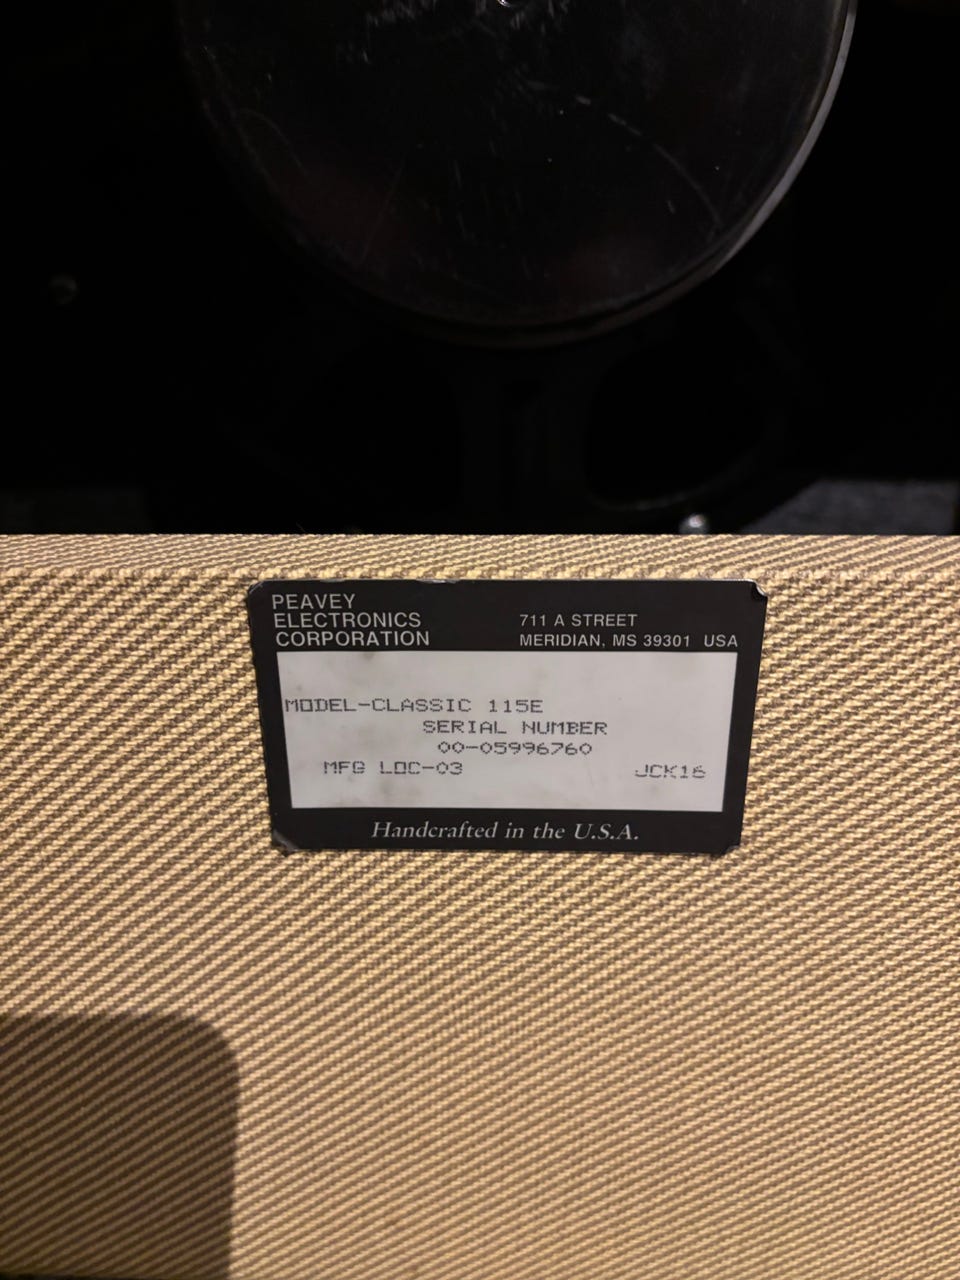 PEAVEY
ELECTRONICS
CORPORATION
711 A STREET
MERIDIAN, MS 39301 USA
MODEL-CLASSIC 115E
SERIAL NUMBER
00-05996760
MFG LOC-03
JCK16
Handcrafted in the U.S.A.